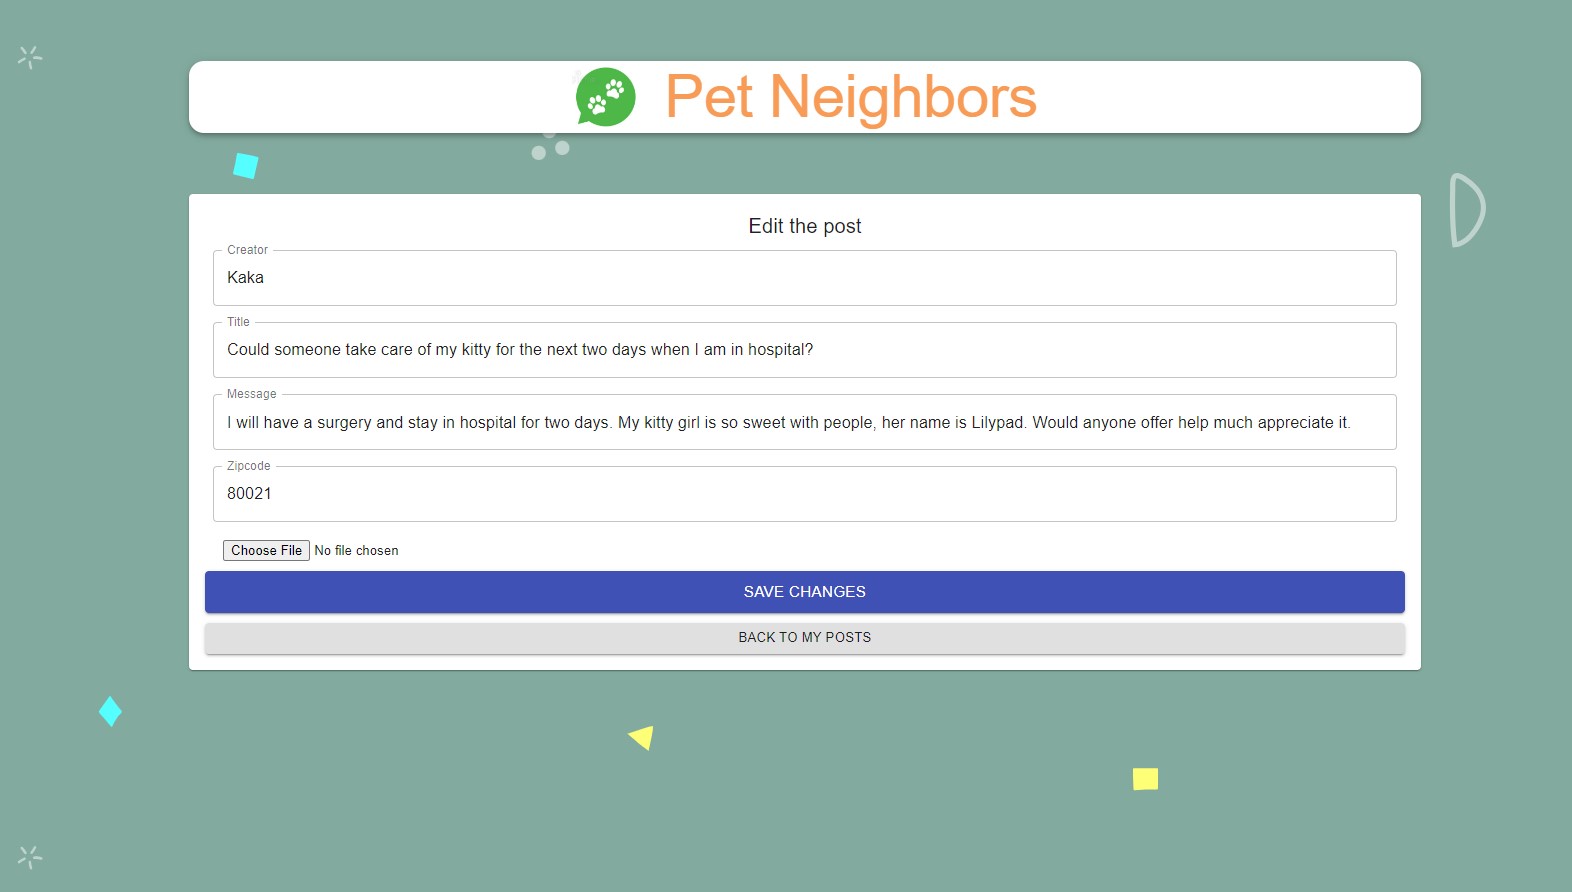 Pet Neighbors
Edit the post
Creator
Kaka
Title
Could someone take care of my kitty for the next two days when I am in hospital?
Message
I will have a surgery and stay in hospital for two days. My kitty girl is so sweet with people, her name is Lilypad. Would anyone offer help much appreciate it.
Zipcode
80021
Choose File No file chosen
SAVE CHANGES
BACK TO MY POSTS